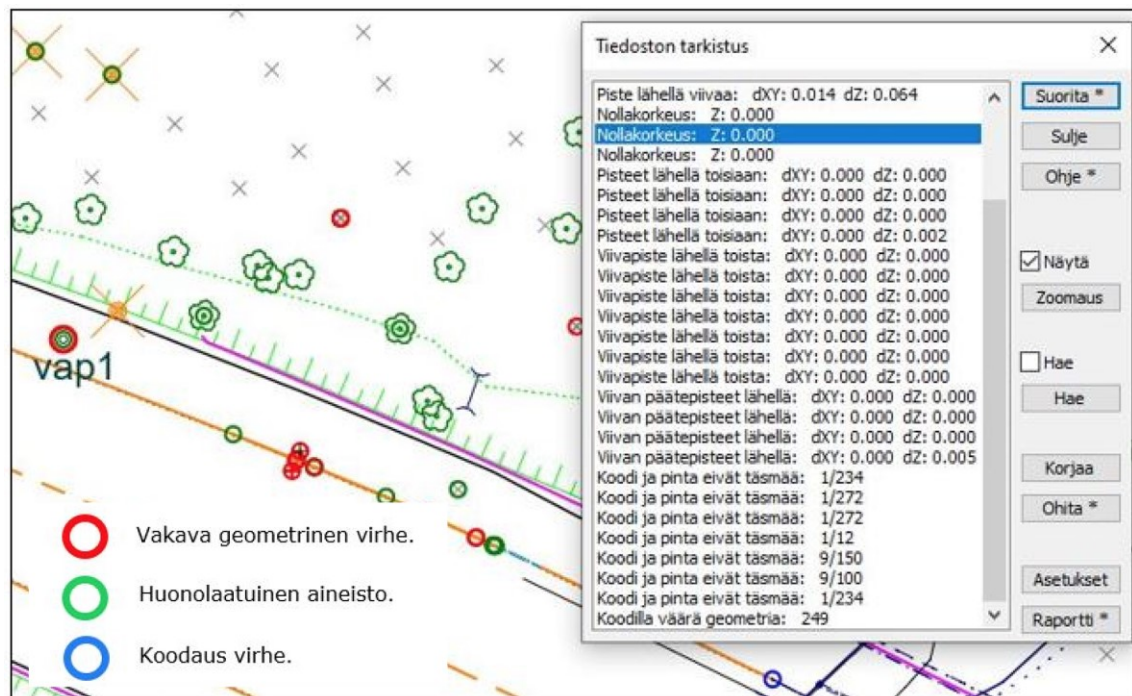 Tiedoston tarkistus
Piste lähellä viivaa: dXY: 0.014 dZ: 0.064
Nollakorkeus: Z: 0.000
Nollakorkeus: Z: 0.000
Nollakorkeus: Z: 0.000
Pisteet lähellä toisiaan: dXY: 0.000 dZ: 0.000
Pisteet lähellä toisiaan: dXY: 0.000 dZ: 0.000
Pisteet lähellä toisiaan: dXY: 0.000 dZ: 0.000
Pisteet lähellä toisiaan: dXY: 0.000 dZ: 0.002
Viivapiste lähellä toista: dXY: 0.000 dZ: 0.000
Viivapiste lähellä toista: dXY: 0.000 dZ: 0.000
Viivapiste lähellä toista: dXY: 0.000 dZ: 0.000
Viivapiste lähellä toista: dXY: 0.000 dZ: 0.000
Viivapiste lähellä toista: dXY: 0.000 dZ: 0.000
Viivapiste lähellä toista: dXY: 0.000 dZ: 0.000
Viivapiste lähellä toista: dXY: 0.000 dZ: 0.000
Viivan päätepisteet lähellä: dXY: 0.000 dZ: 0.000
Viivan päätepisteet lähellä: dXY: 0.000 dZ: 0.000
Viivan päätepisteet lähellä: dXY: 0.000 dZ: 0.000
Viivan päätepisteet lähellä: dXY: 0.000 dZ: 0.005
Koodi ja pinta eivät täsmää: 1/234
Koodi ja pinta eivät täsmää: 1/272
Koodi ja pinta eivät täsmää: 1/272
Koodi ja pinta eivät täsmää: 1/12
Koodi ja pinta eivät täsmää: 9/150
Koodi ja pinta eivät täsmää: 9/100
Koodi ja pinta eivät täsmää: 1/234
Koodilla väärä geometria: 249
Suorita *
Sulje
Ohje *
Näytä
Zoomaus
Hae
Hae
Korjaa
Ohita *
Asetukset
Raportti *
vap1
Vakava geometrinen virhe.
Huonolaatuinen aineisto.
Koodaus virhe.